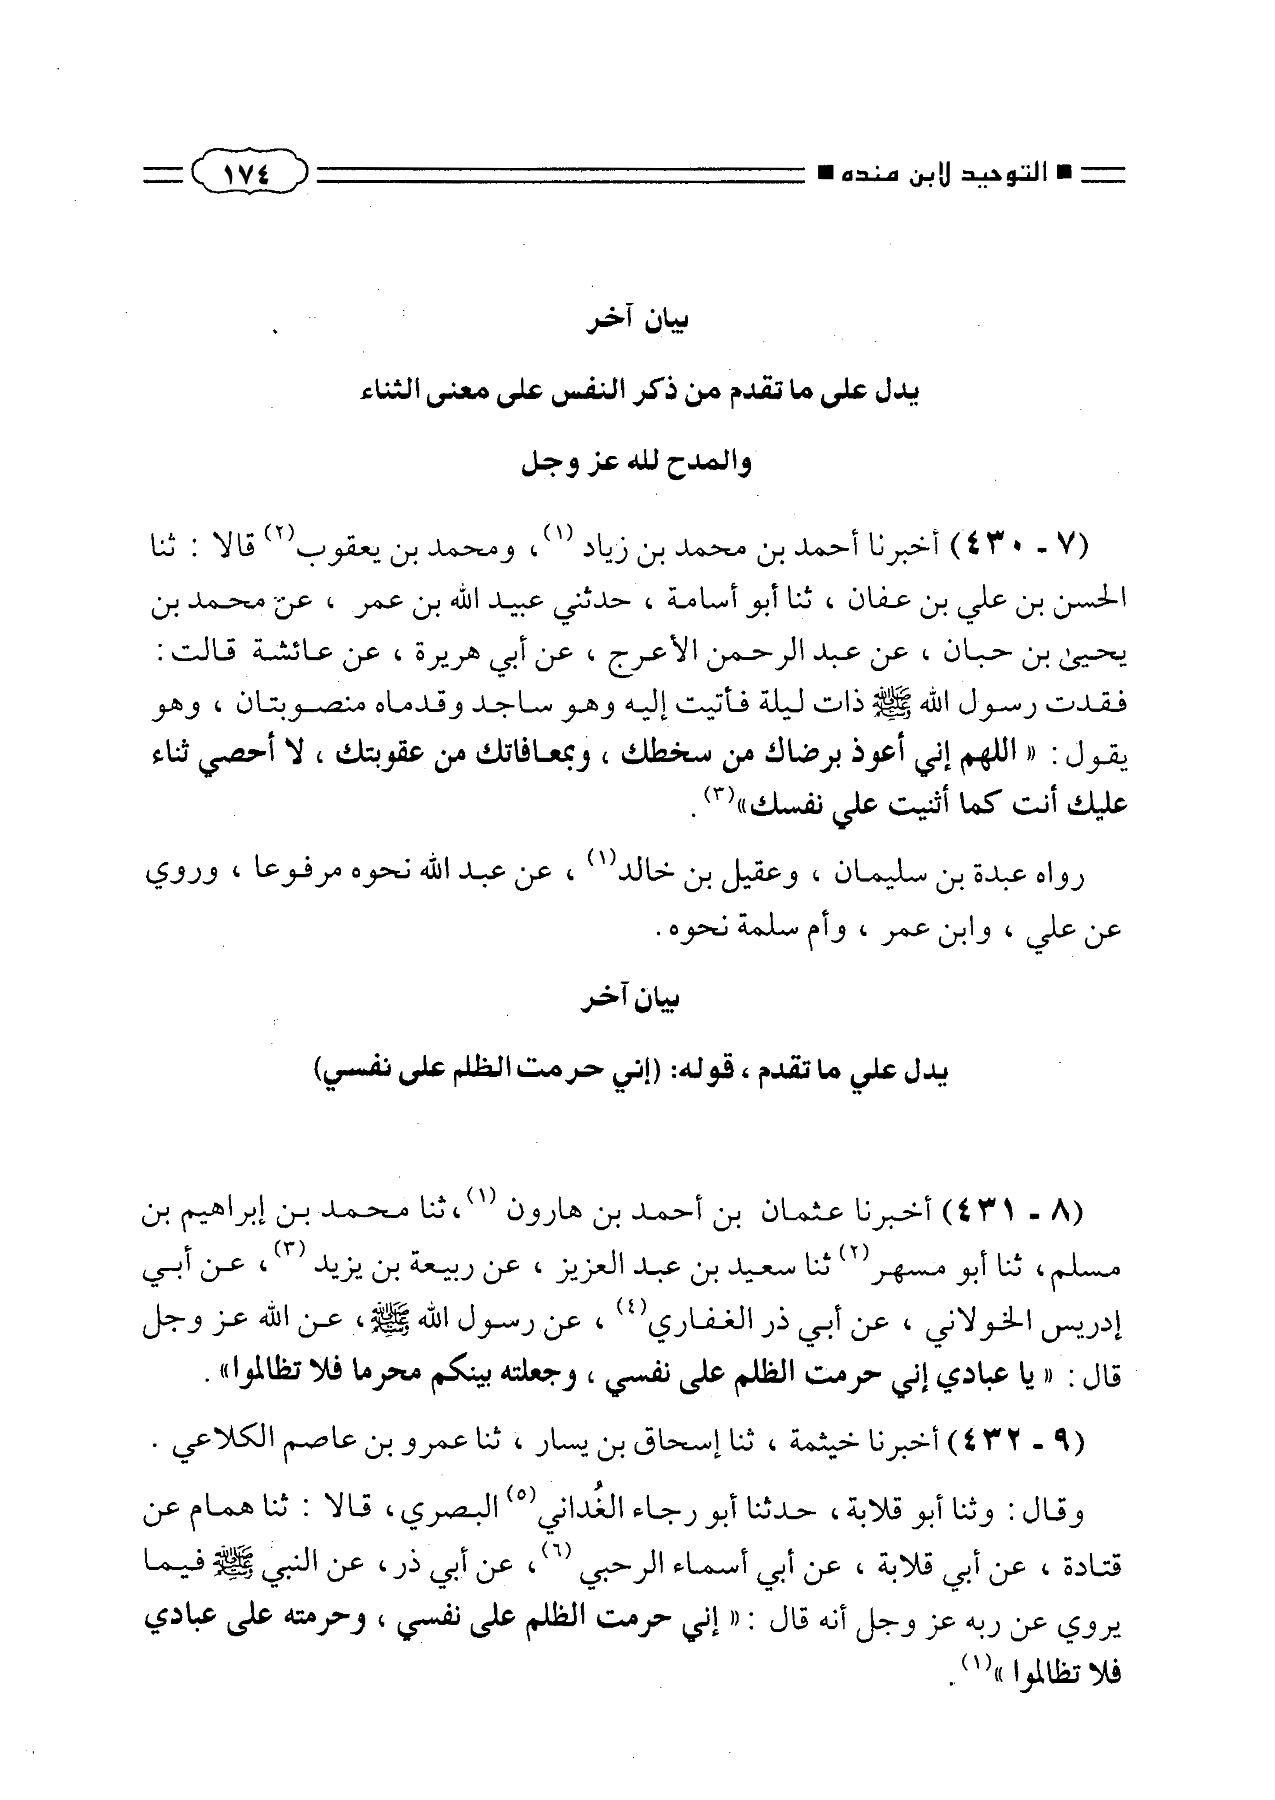 ■ التوحيد لابن منده ■ ١٧٤
بيان آخر
يدل على ما تقدم من ذكر النفس على معنى الثناء
والمدح لله عز وجل
(٧ - ٤٣٠) أخبرنا أحمد بن محمد بن زياد (١)، ومحمد بن يعقوب(٢) قالا : ثنا
الحسن بن علي بن عفان ، ثنا أبو أسامة ، حدثني عبيد الله بن عمر ، عن محمد بن
يحيى بن حبان ، عن عبد الرحمن الأعرج ، عن أبي هريرة ، عن عائشة قالت :
فقدت رسول الله ﷺ ذات ليلة فأتيت إليه وهو ساجد وقدماه منصوبتان ، وهو
يقول : « اللهم إني أعوذ برضاك من سخطك ، وبمعافاتك من عقوبتك ، لا أحصي ثناء
عليك أنت كما أثنيت علي نفسك»(٣) .
رواه عبدة بن سليمان ، وعقيل بن خالد(١) ، عن عبد الله نحوه مرفوعا ، وروي
عن علي ، وابن عمر ، وأم سلمة نحوه .
بيان آخر
يدل علي ما تقدم ، قوله: (إني حرمت الظلم على نفسي)
(٨ - ٤٣١) أخبرنا عثمان بن أحمد بن هارون (١)، ثنا محمد بن إبراهيم بن
مسلم، ثنا أبو مسهر(٢) ثنا سعيد بن عبد العزيز ، عن ربيعة بن يزيد (٣)، عن أبي
إدريس الخولاني ، عن أبي ذر الغفاري(٤) ، عن رسول الله ﷺ، عن الله عز وجل
قال : « يا عبادي إني حرمت الظلم على نفسي ، وجعلته بينكم محرما فلا تظالموا» .
(٩ - ٤٣٢) أخبرنا خيثمة ، ثنا إسحاق بن يسار ، ثنا عمرو بن عاصم الكلاعي .
وقال : وثنا أبو قلابة ، حدثنا أبو رجاء الغُداني(٥) البصري، قالا : ثنا همام عن
قتادة ، عن أبي قلابة ، عن أبي أسماء الرحبي (٦)، عن أبي ذر، عن النبي ﷺ فيما
يروي عن ربه عز وجل أنه قال : « إني حرمت الظلم على نفسي ، وحرمته على عبادي
فلا تظالموا »(١).